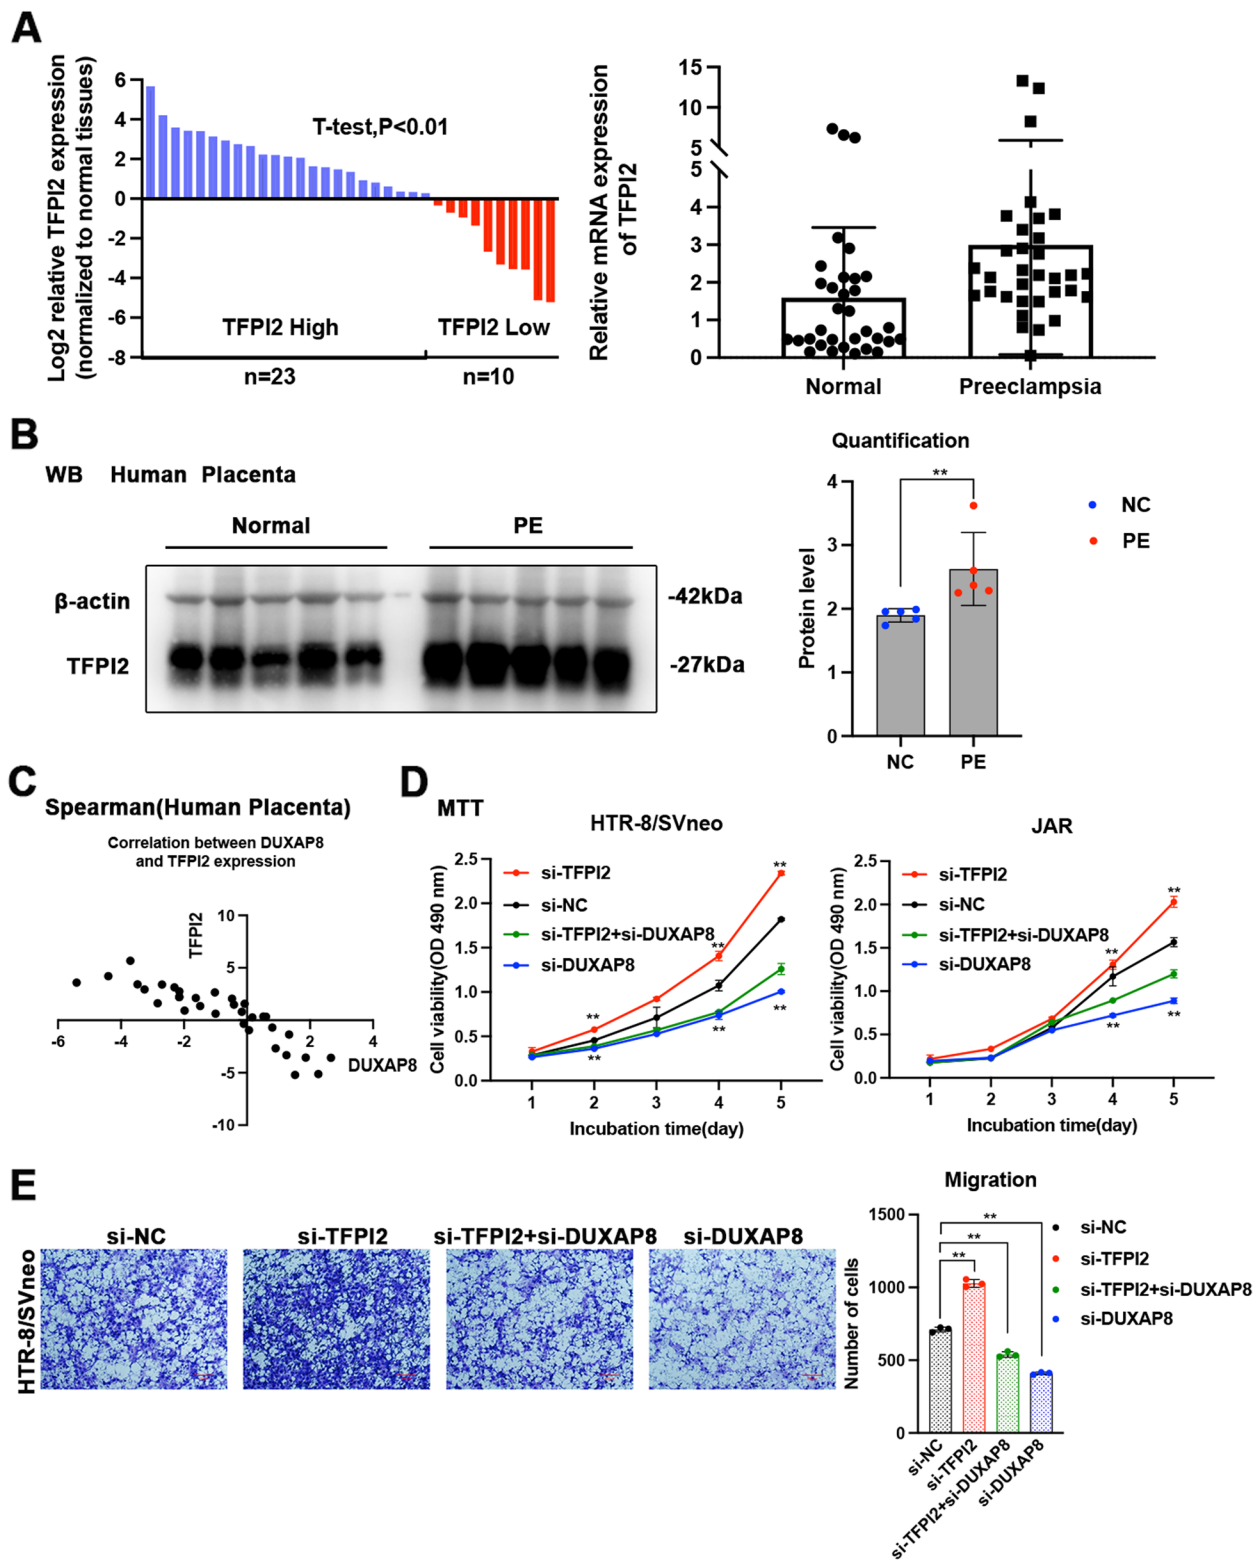 A
Log2 relative TFPI2 expression
(normalized to normal tissues)
6
4
2
0
-2
-4
-6
-8
T-test,P<0.01
TFPI2 High
TFPI2 Low
n=23
n=10
Relative mRNA expression
of TFPI2
15
10
5
5
4
3
2
1
0
Normal
Preeclampsia
B
WB Human Placenta
Normal
PE
β-actin
TFPI2
-42kDa
-27kDa
Quantification
Protein level
4
3
2
1
0
**
NC
PE
NC
PE
C
Spearman(Human Placenta)
Correlation between DUXAP8
and TFPI2 expression
TFPI2
10
5
-5
-10
-6
-4
-2
2
4
DUXAP8
D
MTT
HTR-8/SVneo
Cell viability(OD 490 nm)
2.5
2.0
1.5
1.0
0.5
0.0
si-TFPI2
si-NC
si-TFPI2+si-DUXAP8
si-DUXAP8
**
**
**
**
**
**
1
2
3
4
5
Incubation time(day)
JAR
Cell viability(OD 490 nm)
2.5
2.0
1.5
1.0
0.5
0.0
si-TFPI2
si-NC
si-TFPI2+si-DUXAP8
si-DUXAP8
**
**
**
**
1
2
3
4
5
Incubation time(day)
E
HTR-8/SVneo
si-NC
si-TFPI2
si-TFPI2+si-DUXAP8
si-DUXAP8
Migration
Number of cells
1500
1000
500
0
**
**
**
si-NC
si-TFPI2
si-TFPI2+si-DUXAP8
si-DUXAP8
si-NC
si-TFPI2
si-TFPI2+si-DUXAP8
si-DUXAP8